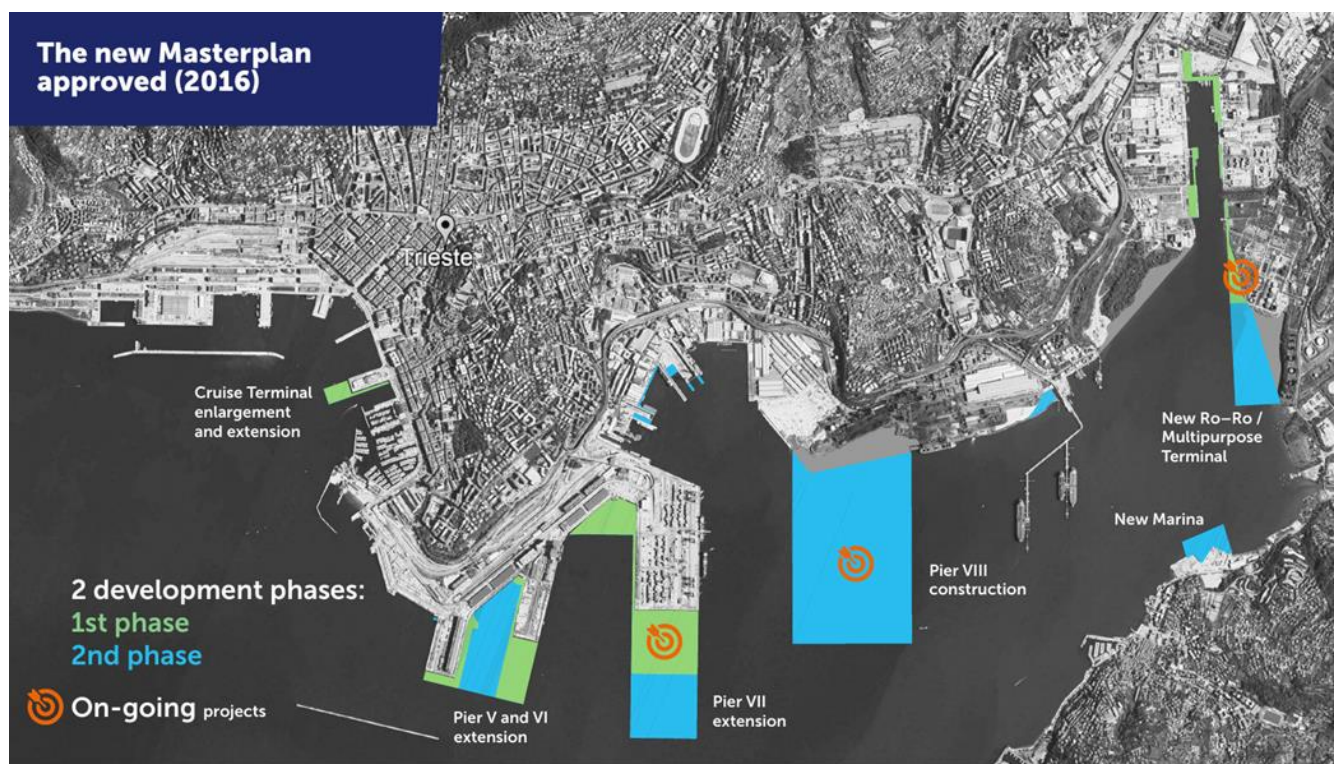 The new Masterplan
approved (2016)
Trieste
Cruise Terminal
enlargement
and extension
New Ro–Ro /
Multipurpose
Terminal
New Marina
Pier VIII
construction
2 development phases:
1st phase
2nd phase
On-going projects
Pier V and VI
extension
Pier VII
extension